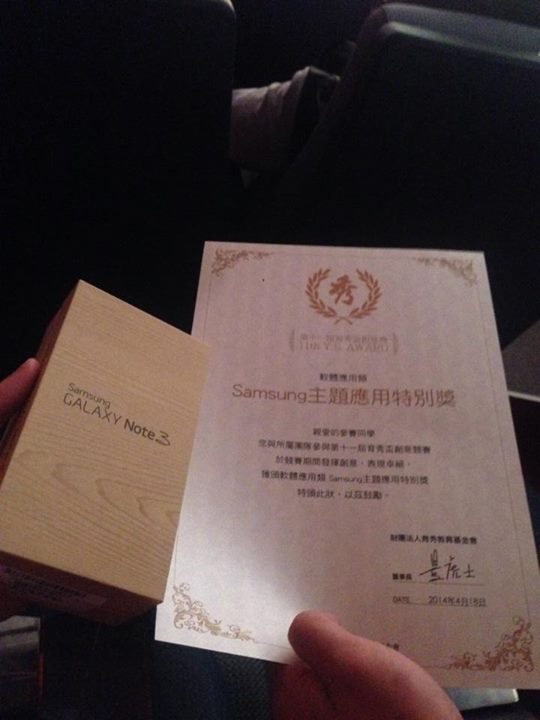 Samsung
GALAXY Note 3
秀
第十一屆育秀盃創意獎
11th Y.S. AWARD
軟體應用類
Samsung主題應用特別獎
親愛的參賽同學
您與所屬團隊參與第十一屆育秀盃創意競賽
於競賽期間發揮創意、表現卓絕，
獲頒軟體應用類 Samsung主題應用特別獎
特頒此狀，以茲鼓勵。
財團法人育秀教育基金會
董事長
DATE 2014年4月18日